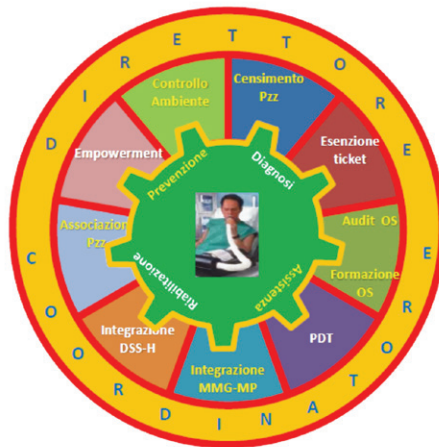 DIRETTORE
COORDINATORE
Controllo
Ambiente
Censimento
Pzz
Esenzione
ticket
Audit OS
Formazione
OS
PDT
Integrazione
MMG-MP
Integrazione
DSS-H
Associazioni
Pzz
Empowerment
Prevenzione
Diagnosi
Assistenza
Riabilitazione